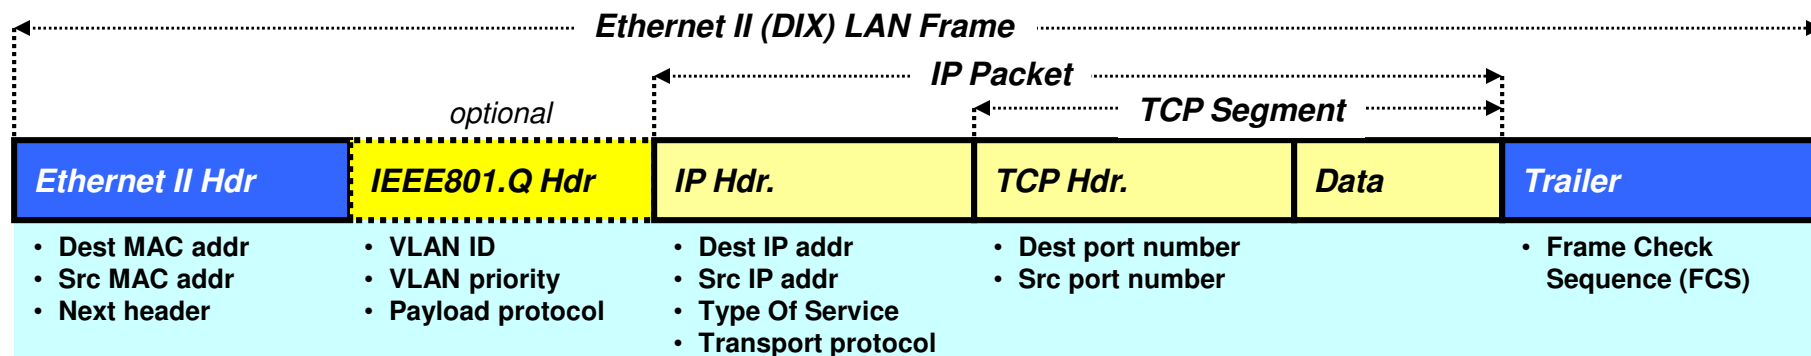 Ethernet II (DIX) LAN Frame
IP Packet
optional
TCP Segment
Ethernet II Hdr
IEEE801.Q Hdr
IP Hdr.
TCP Hdr.
Data
Trailer
• Dest MAC addr
• Src MAC addr
• Next header
• VLAN ID
• VLAN priority
• Payload protocol
• Dest IP addr
• Src IP addr
• Type Of Service
• Transport protocol
• Dest port number
• Src port number
• Frame Check
Sequence (FCS)